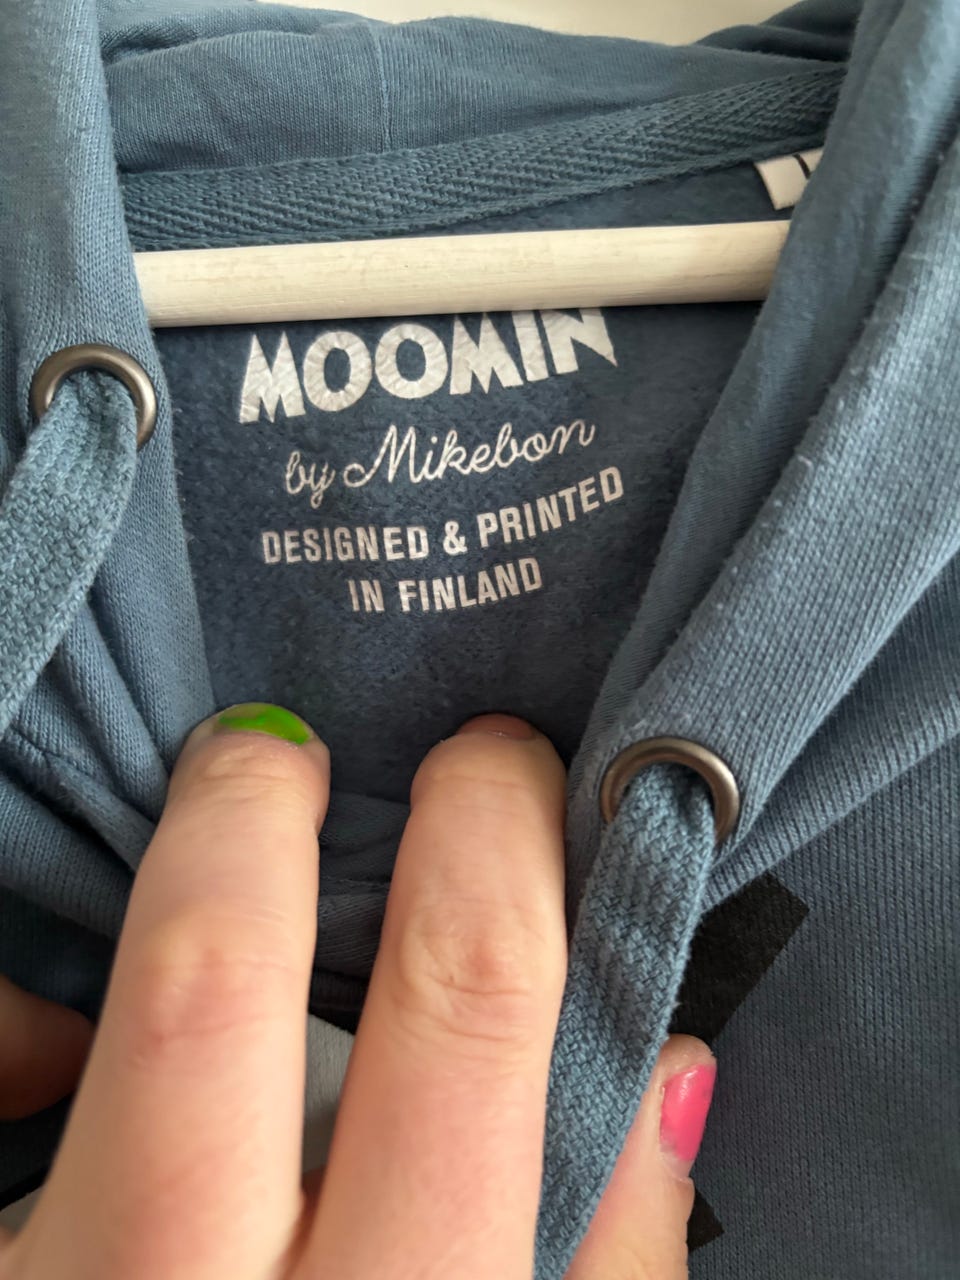 MOOMIN
by Mikebon
DESIGNED & PRINTED
IN FINLAND